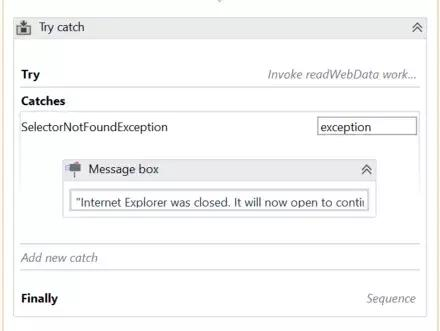 Try catch
Try Invoke readWebData work...
Catches
SelectorNotFoundException exception
Message box
"Internet Explorer was closed. It will now open to conti
Add new catch
Finally Sequence